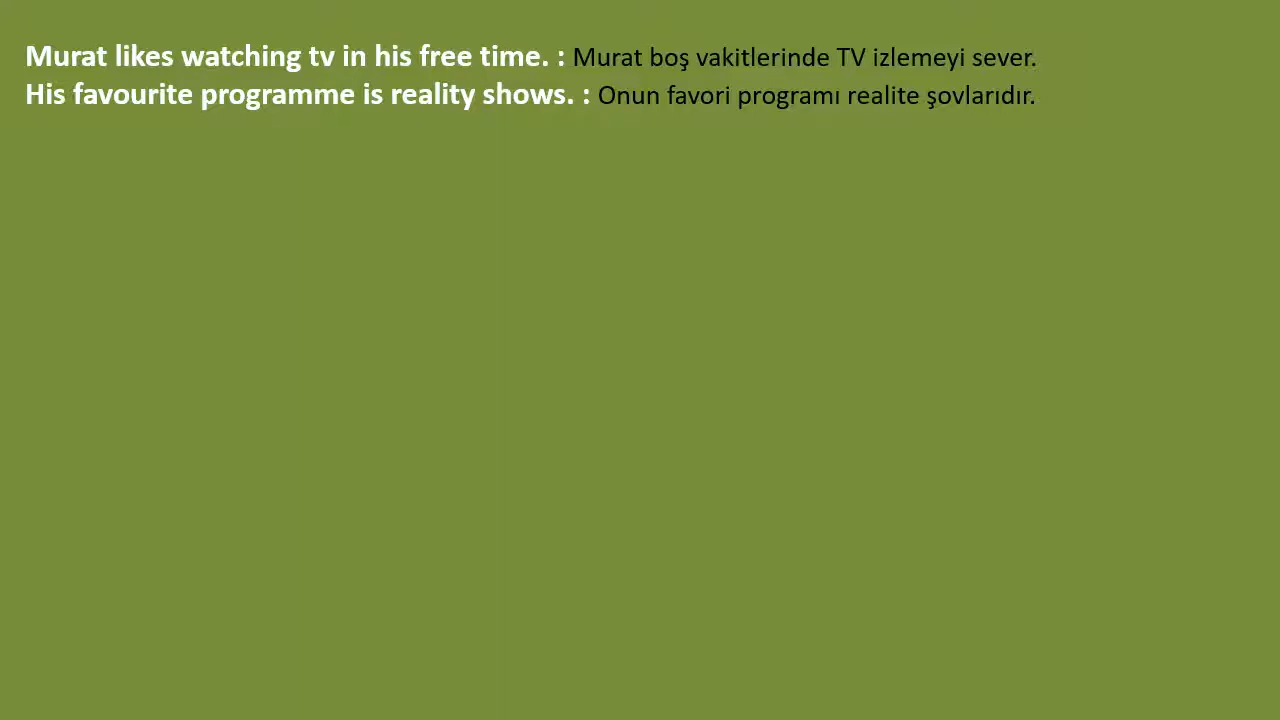 Murat likes watching tv in his free time. : Murat boş vakitlerinde TV izlemeyi sever.
His favourite programme is reality shows. : Onun favori programı realite şovlarıdır.